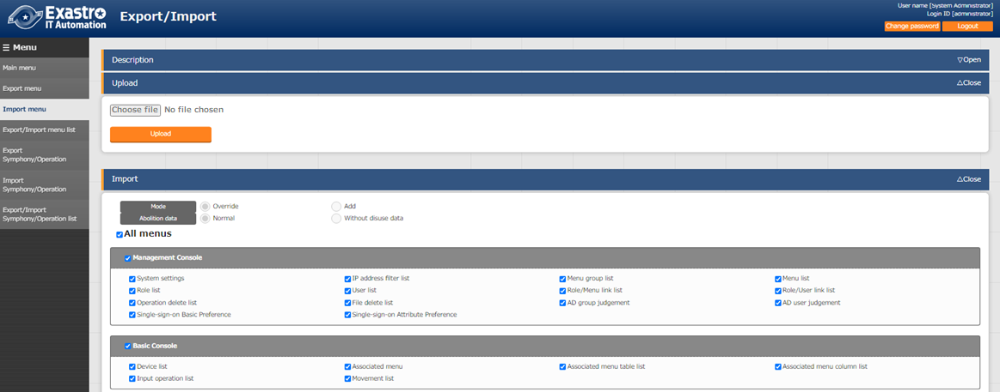 Exastro
IT Automation
Export/Import
User name [System Administrator]
Login ID [administrator]
Change password
Logout
☰ Menu
Main menu
Export menu
Import menu
Export/Import menu list
Export
Symphony/Operation
Import
Symphony/Operation
Export/Import
Symphony/Operation list
Description
▽Open
Upload
△Close
Choose file No file chosen
Upload
Import
△Close
Mode Override Add
Abolition data Normal Without disuse data
All menus
Management Console
System settings IP address filter list Menu group list Menu list
Role list User list Role/Menu link list Role/User link list
Operation delete list File delete list AD group judgement AD user judgement
Single-sign-on Basic Preference Single-sign-on Attribute Preference
Basic Console
Device list Associated menu Associated menu table list Associated menu column list
Input operation list Movement list